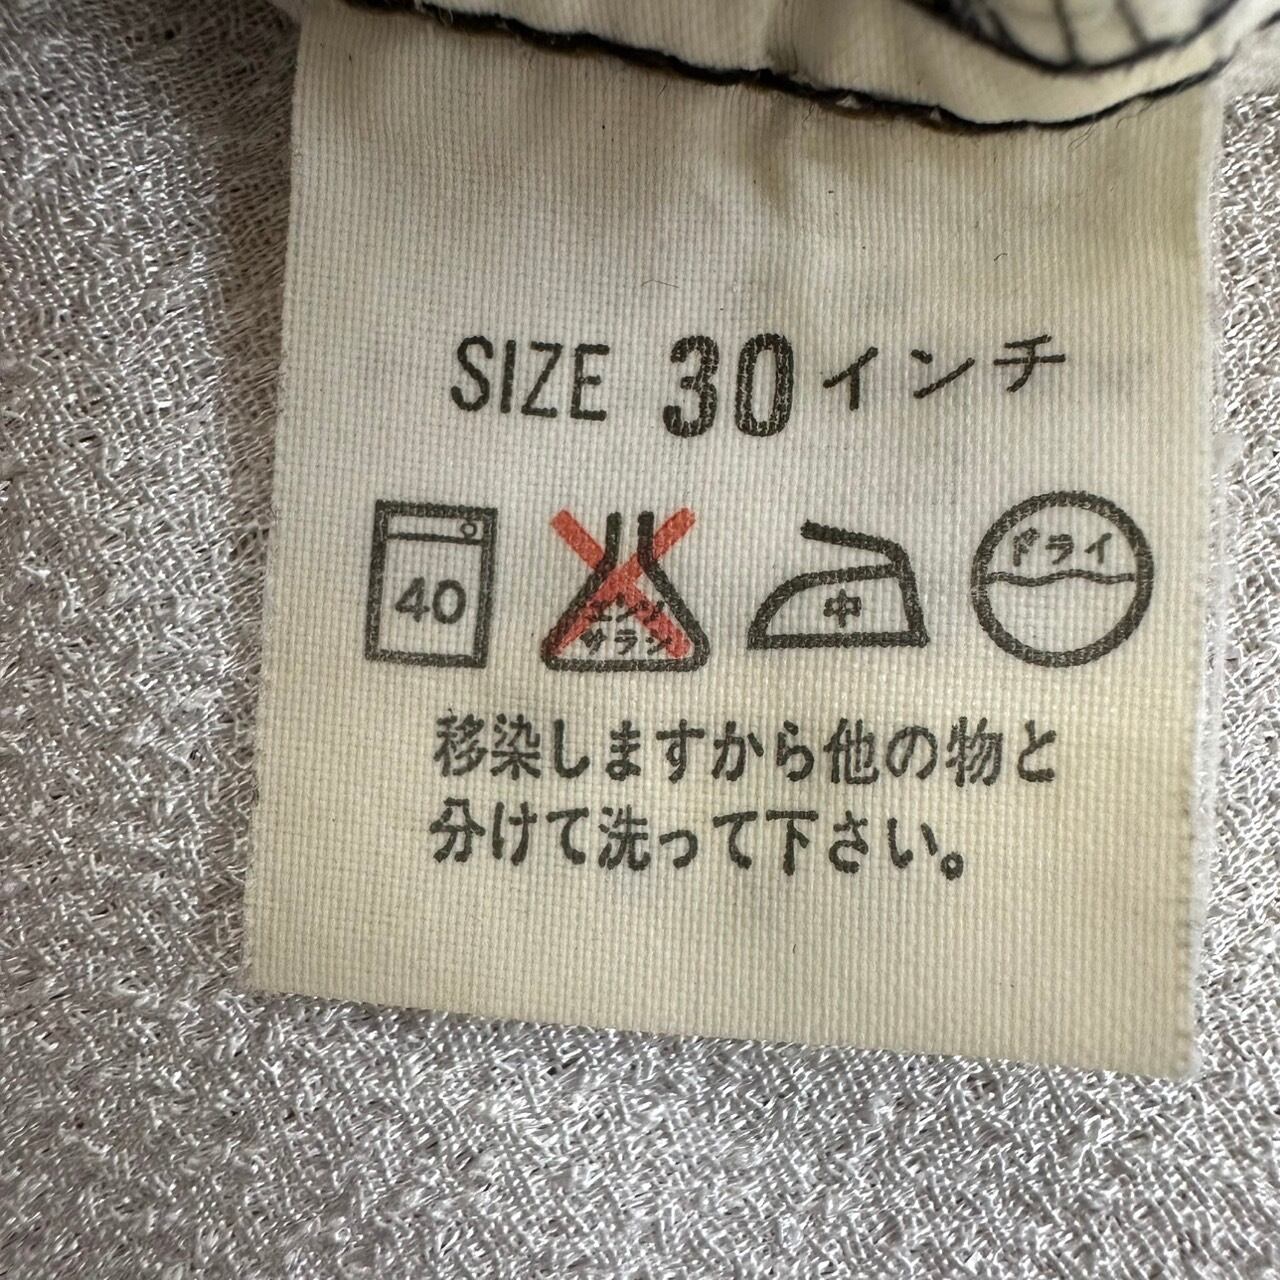 SIZE 30インチ
40
エンソ
サラシ
中
ドライ
移染しますから他の物と
分けて洗って下さい。